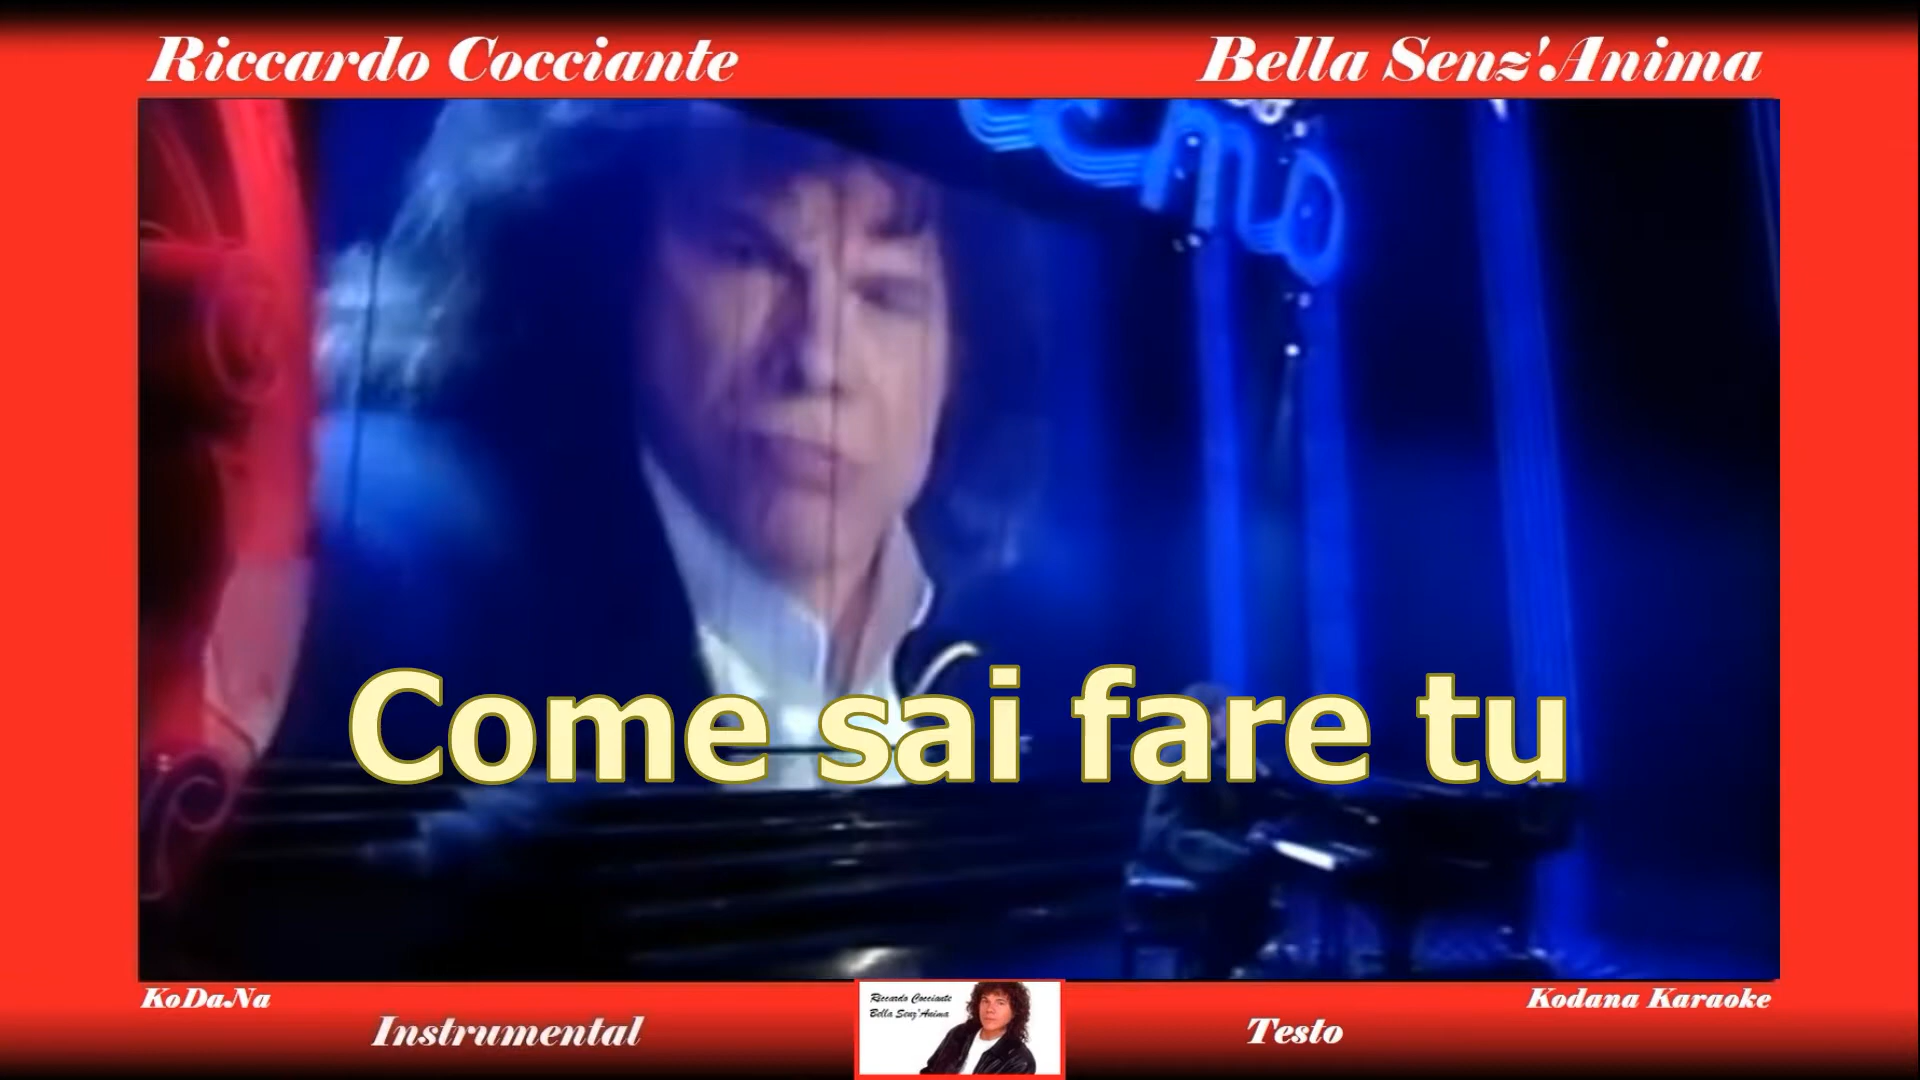 Riccardo Cocciante
Bella Senz'Anima
Come sai fare tu
KoDaNa
Kodana Karaoke
Instrumental
Riccardo Cocciante
Bella Senz'Anima
Testo